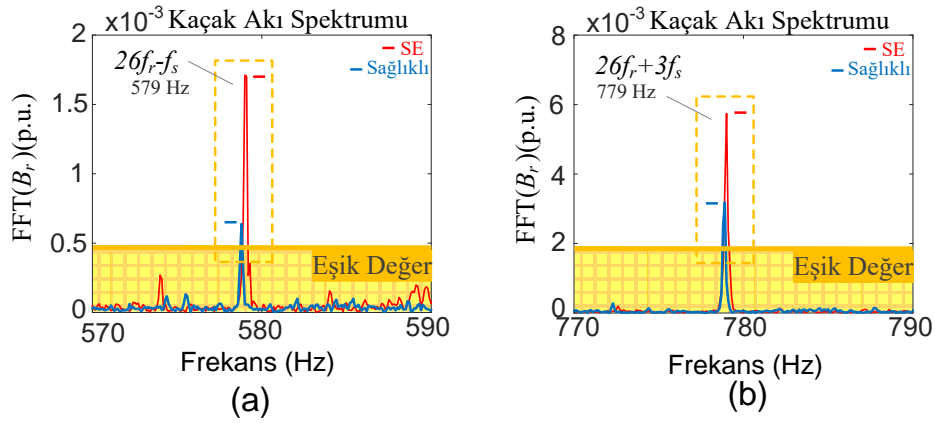 x10⁻³ Kaçak Akı Spektrumu
2
1.5
1
0.5
0
FFT(Bᵣ)(p.u.)
SE
Sağlıklı
26fᵣ-fₛ
579 Hz
Eşik Değer
570 580 590
Frekans (Hz)
(a)
x10⁻³ Kaçak Akı Spektrumu
8
6
4
2
0
FFT(Bᵣ)(p.u.)
SE
Sağlıklı
26fᵣ+3fₛ
779 Hz
Eşik Değer
770 780 790
Frekans (Hz)
(b)